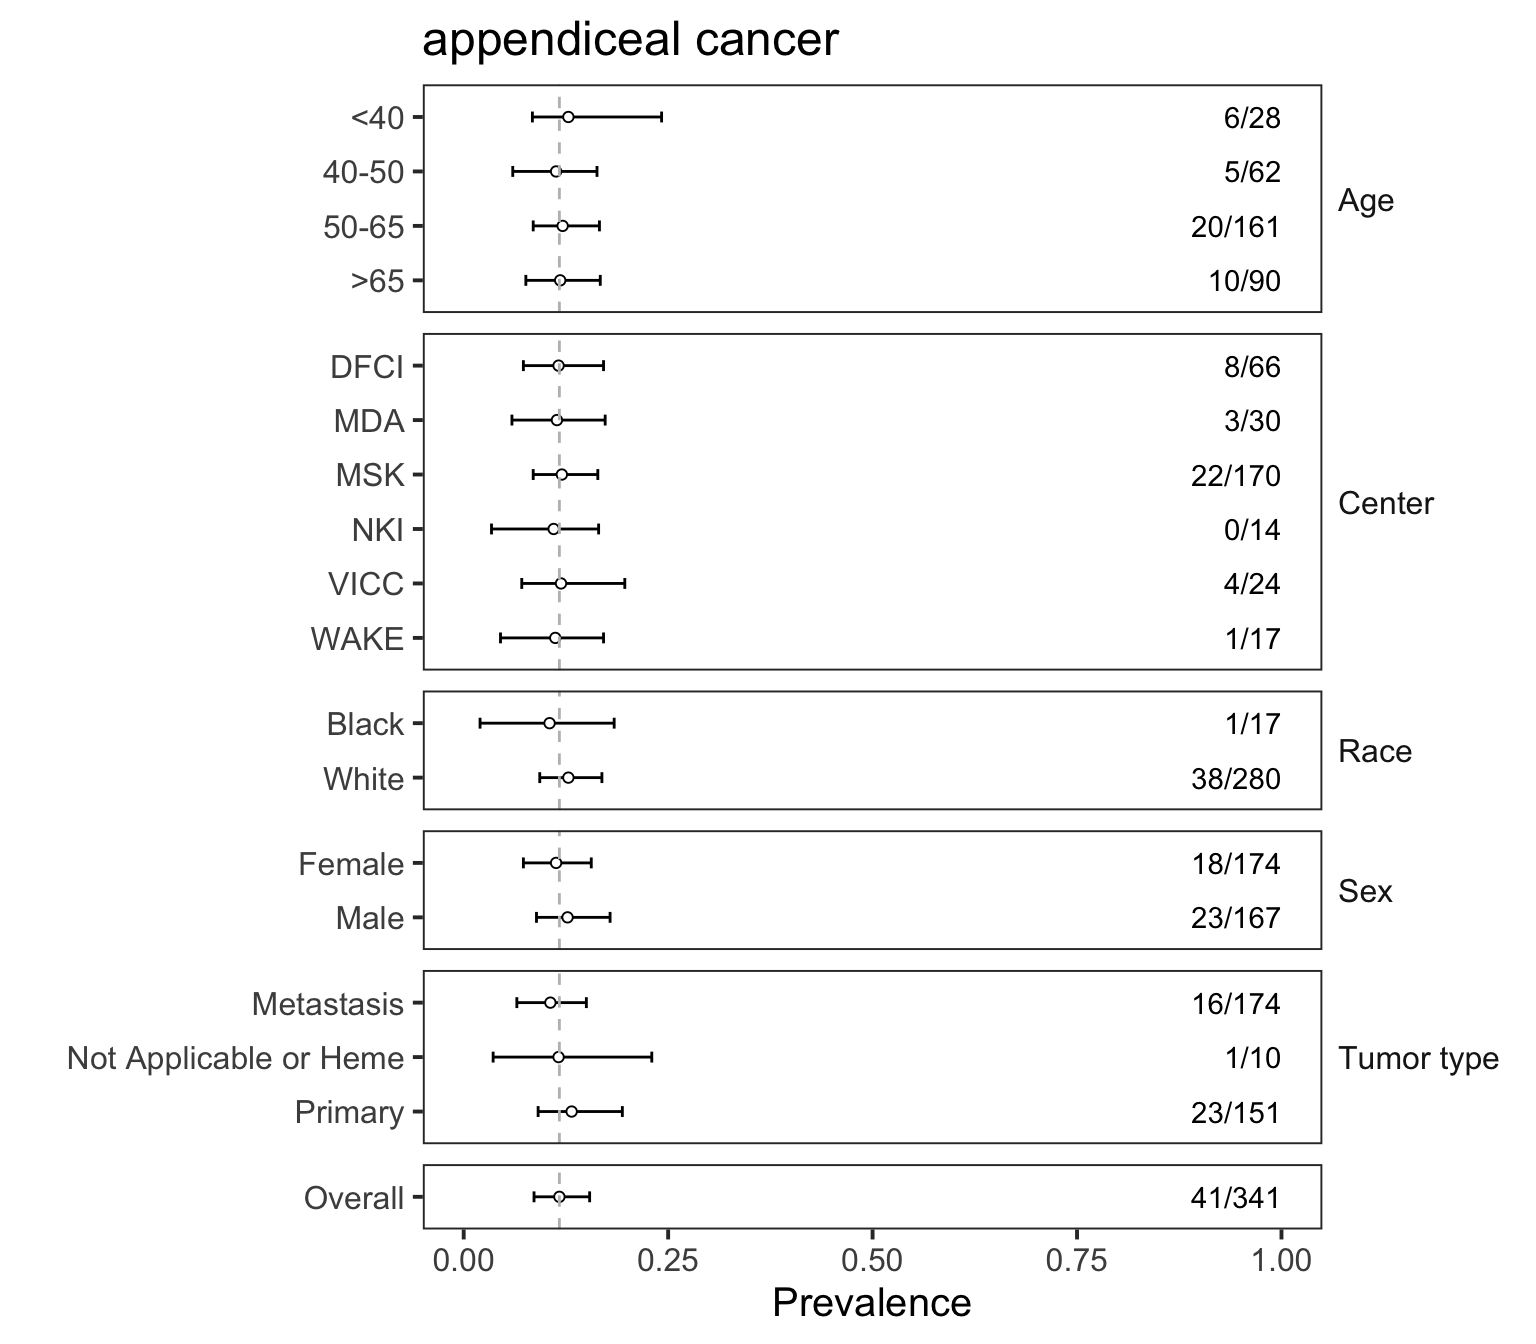 appendiceal cancer
<40 6/28
40-50 5/62
50-65 20/161
>65 10/90
Age
DFCI 8/66
MDA 3/30
MSK 22/170
NKI 0/14
VICC 4/24
WAKE 1/17
Center
Black 1/17
White 38/280
Race
Female 18/174
Male 23/167
Sex
Metastasis 16/174
Not Applicable or Heme 1/10
Primary 23/151
Tumor type
Overall 41/341
0.00 0.25 0.50 0.75 1.00
Prevalence